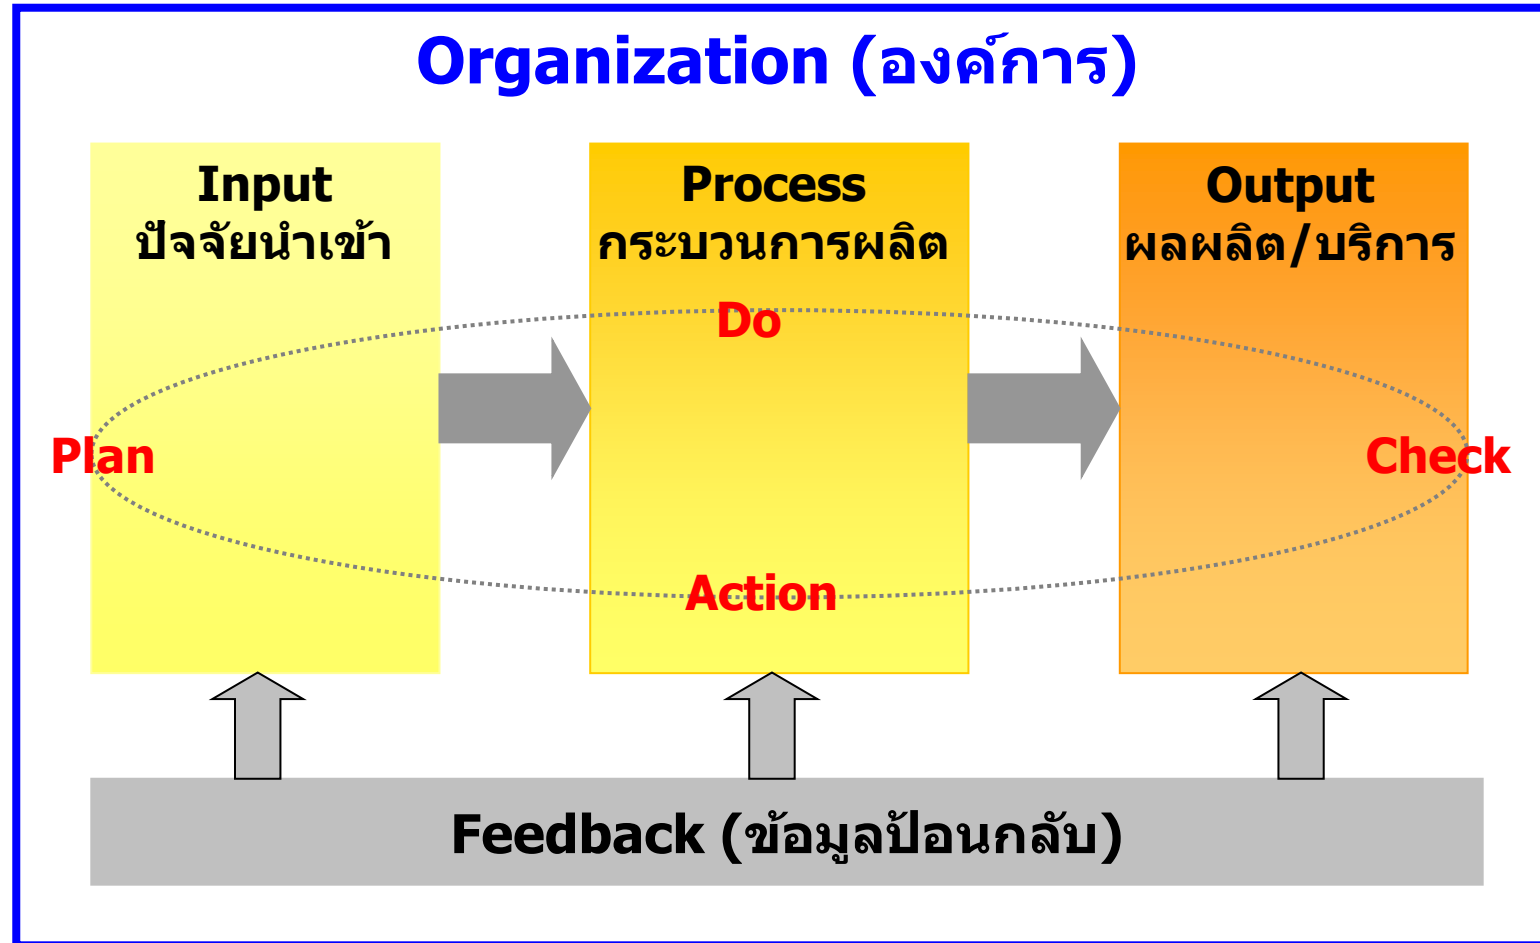 Organization (องค์การ)
Input
ปัจจัยนำเข้า
Process
กระบวนการผลิต
Output
ผลผลิต/บริการ
Do
Plan
Check
Action
Feedback (ข้อมูลป้อนกลับ)